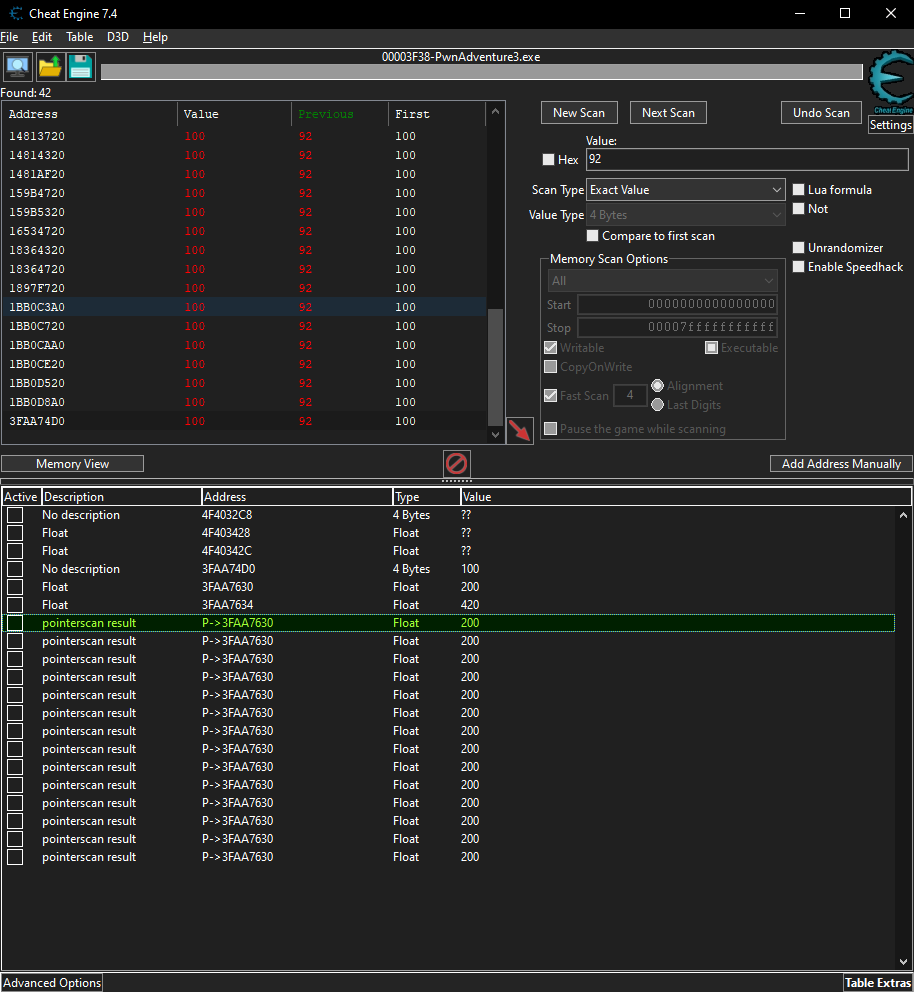 Cheat Engine 7.4
File Edit Table D3D Help
00003F38-PwnAdventure3.exe
Found: 42
Cheat Engine
Settings
Address Value Previous First
14813720 100 92 100
14814320 100 92 100
1481AF20 100 92 100
159B4720 100 92 100
159B5320 100 92 100
16534720 100 92 100
18364320 100 92 100
18364720 100 92 100
1897F720 100 92 100
1BB0C3A0 100 92 100
1BB0C720 100 92 100
1BB0CAA0 100 92 100
1BB0CE20 100 92 100
1BB0D520 100 92 100
1BB0D8A0 100 92 100
3FAA74D0 100 92 100
New Scan Next Scan Undo Scan
Value:
Hex 92
Scan Type Exact Value
Lua formula
Value Type 4 Bytes
Not
Compare to first scan
Unrandomizer
Enable Speedhack
Memory Scan Options
All
Start 0000000000000000
Stop 00007fffffffffff
Writable Executable
CopyOnWrite
Fast Scan 4 Alignment
Last Digits
Pause the game while scanning
Memory View Add Address Manually
Active Description Address Type Value
No description 4F4032C8 4 Bytes ??
Float 4F403428 Float ??
Float 4F40342C Float ??
No description 3FAA74D0 4 Bytes 100
Float 3FAA7630 Float 200
Float 3FAA7634 Float 420
pointerscan result P->3FAA7630 Float 200
pointerscan result P->3FAA7630 Float 200
pointerscan result P->3FAA7630 Float 200
pointerscan result P->3FAA7630 Float 200
pointerscan result P->3FAA7630 Float 200
pointerscan result P->3FAA7630 Float 200
pointerscan result P->3FAA7630 Float 200
pointerscan result P->3FAA7630 Float 200
pointerscan result P->3FAA7630 Float 200
pointerscan result P->3FAA7630 Float 200
pointerscan result P->3FAA7630 Float 200
pointerscan result P->3FAA7630 Float 200
pointerscan result P->3FAA7630 Float 200
pointerscan result P->3FAA7630 Float 200
Advanced Options Table Extras